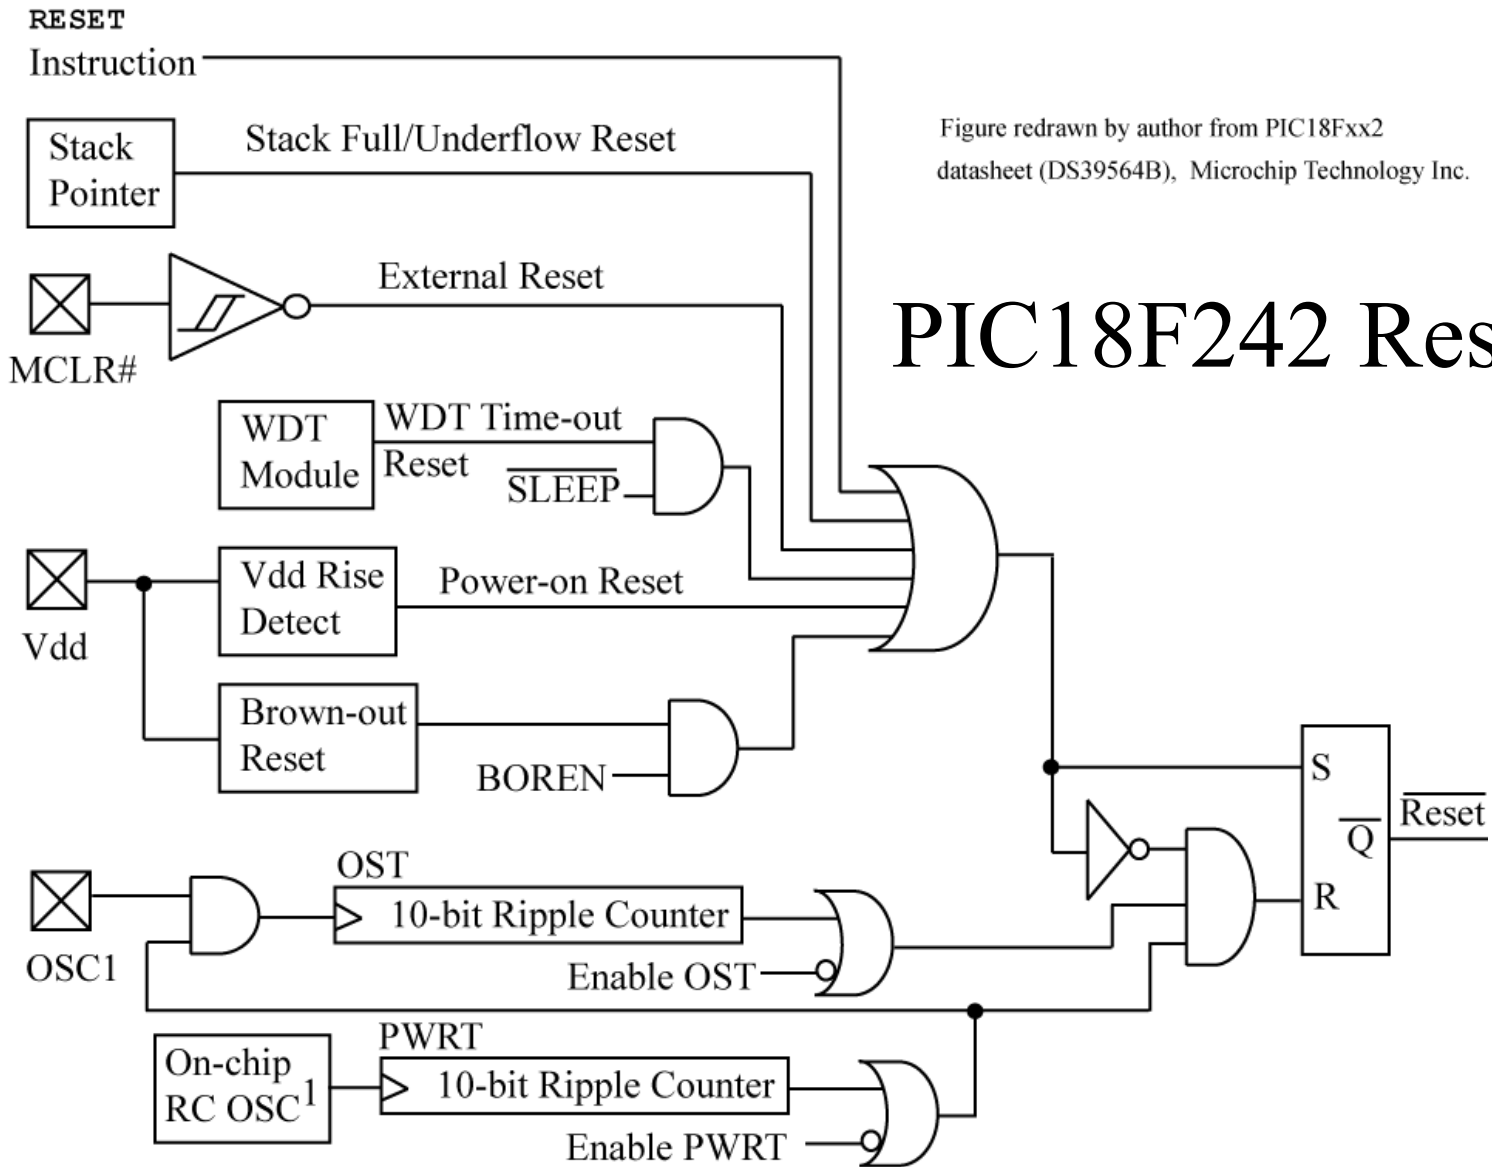 RESET
Instruction
Figure redrawn by author from PIC18Fxx2
datasheet (DS39564B), Microchip Technology Inc.
Stack
Pointer
Stack Full/Underflow Reset
External Reset
MCLR#
PIC18F242 Res
WDT
Module
WDT Time-out
Reset
SLEEP
Vdd
Vdd Rise
Detect
Power-on Reset
Brown-out
Reset
BOREN
S
Q
R
Reset
OSC1
OST
10-bit Ripple Counter
Enable OST
On-chip
RC OSC1
PWRT
10-bit Ripple Counter
Enable PWRT